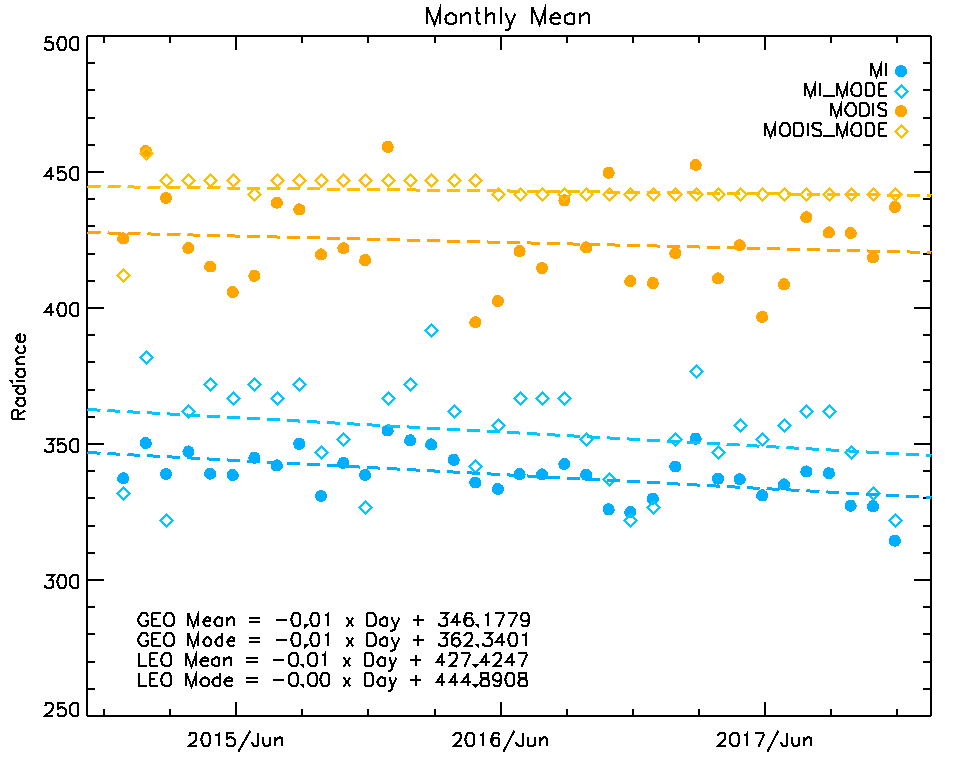 Monthly Mean
500
450
400
350
300
250
Radiance
MI
MI_MODE
MODIS
MODIS_MODE
GEO Mean = -0.01 x Day + 346.1779
GEO Mode = -0.01 x Day + 362.3401
LEO Mean = -0.01 x Day + 427.4247
LEO Mode = -0.00 x Day + 444.8908
2015/Jun
2016/Jun
2017/Jun